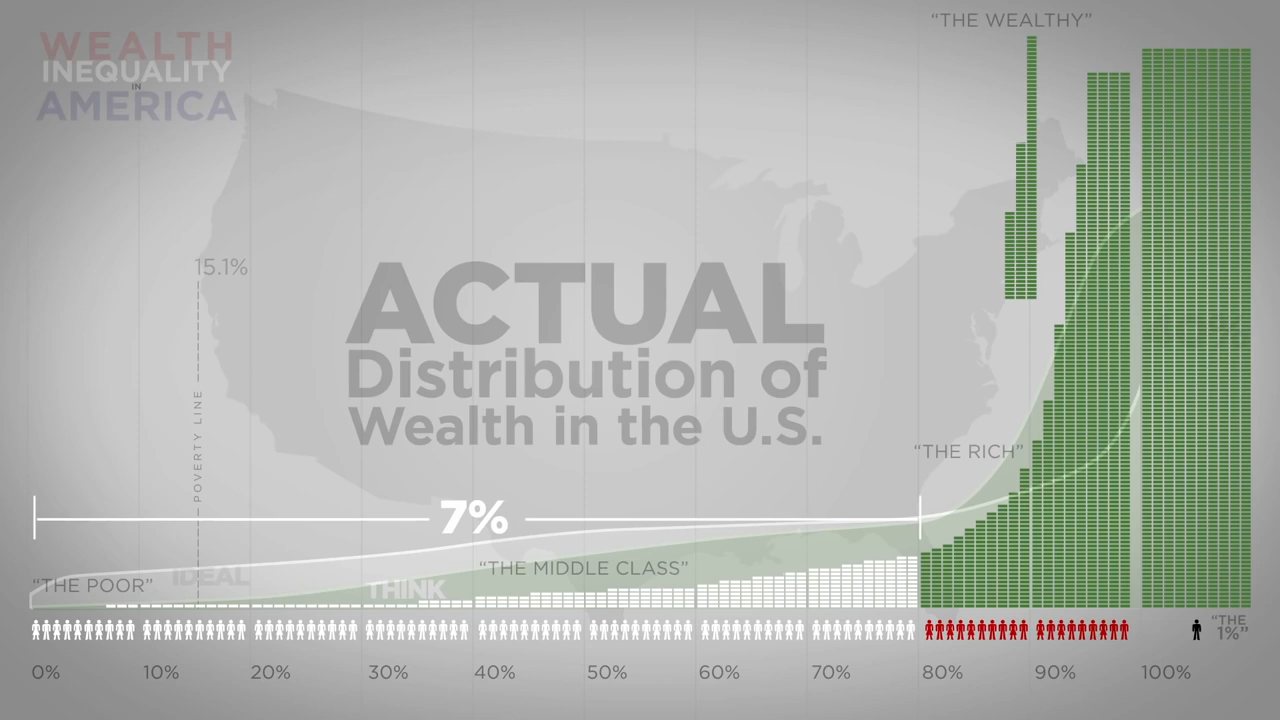 WEALTH
INEQUALITY
IN
AMERICA
“THE WEALTHY”
15.1%
POVERTY LINE
ACTUAL
Distribution of
Wealth in the U.S.
“THE RICH”
7%
“THE POOR”
IDEAL
THINK
“THE MIDDLE CLASS”
“THE
1%”
0% 10% 20% 30% 40% 50% 60% 70% 80% 90% 100%